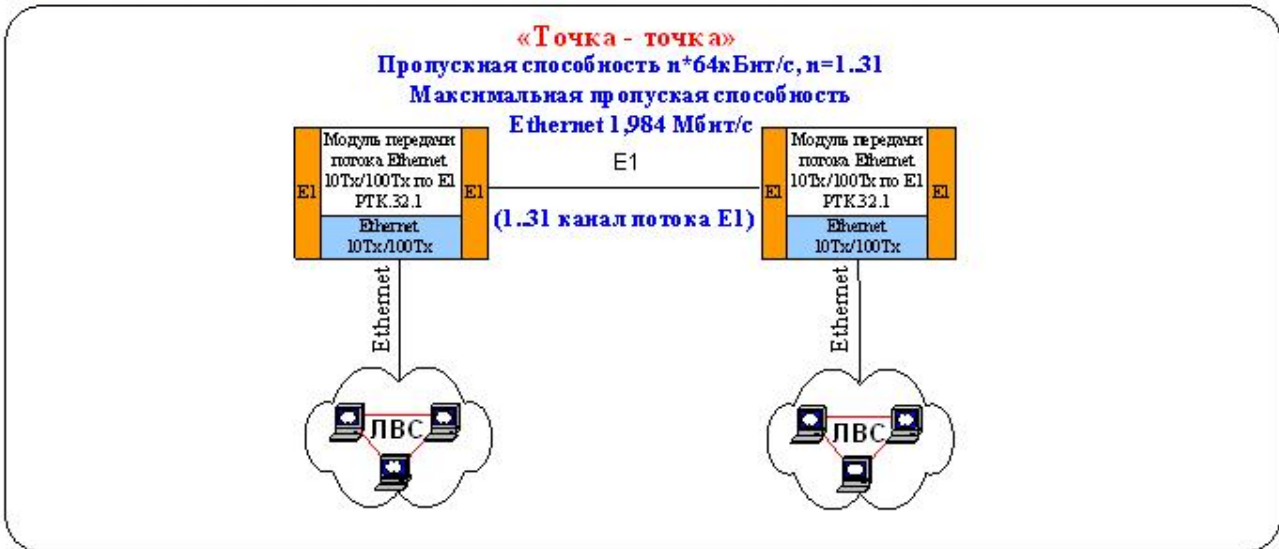 «Точка - точка»
Пропускная способность n*64кБит/с, n=1..31
Максимальная пропуская способность
Ethernet 1,984 Мбит/с
Модуль передачи
потока Ethernet
10Tx/100Tx по E1
РТК.32.1
E1
E1
Ethernet
10Tx/100Tx
E1
(1..31 канал потока E1)
Модуль передачи
потока Ethernet
10Tx/100Tx по E1
РТК.32.1
E1
E1
Ethernet
10Tx/100Tx
Ethernet
Ethernet
ЛВС
ЛВС